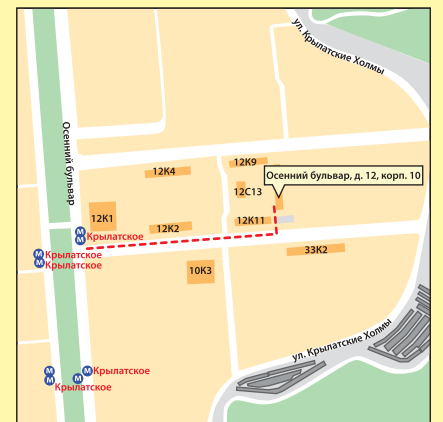 ул. Крылатские Холмы
Осенний бульвар
12К9
12К4
Осенний бульвар, д. 12, корп. 10
12С13
12К1
12К11
12К2
М
М
Крылатское
33К2
М
Крылатское
М
Крылатское
10К3
ул. Крылатские Холмы
М
М
М
Крылатское
М
Крылатское